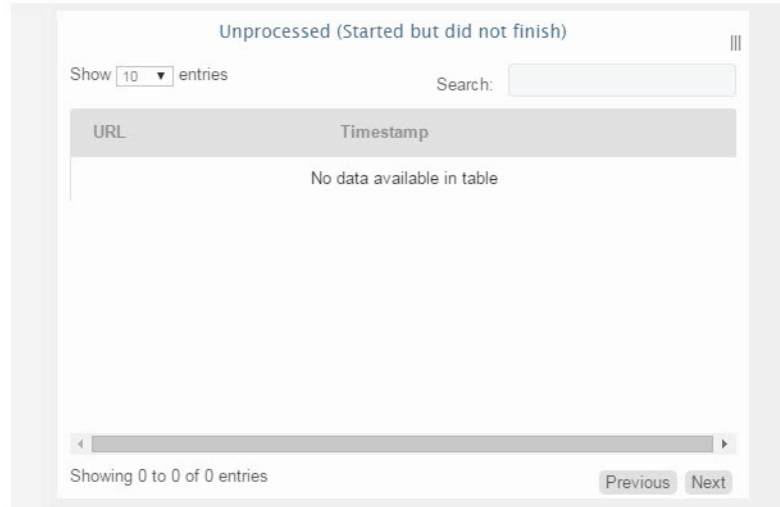 Unprocessed (Started but did not finish)
Show 10 entries
Search:
URL Timestamp
No data available in table
Showing 0 to 0 of 0 entries
Previous Next